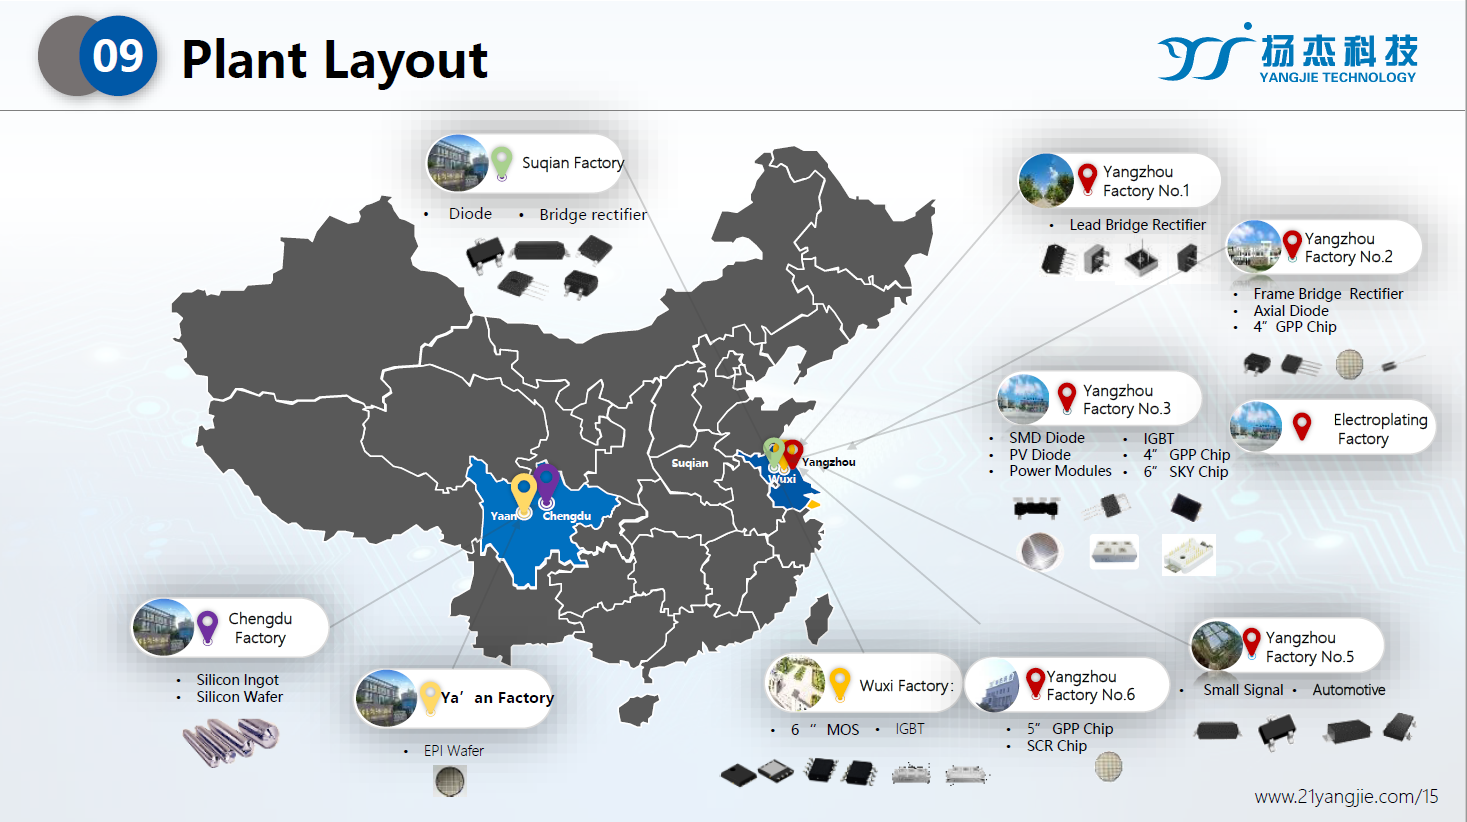 09
Plant Layout
扬杰科技
YANGJIE TECHNOLOGY
Suqian Factory
• Diode • Bridge rectifier
Yangzhou
Factory No.1
• Lead Bridge Rectifier
Yangzhou
Factory No.2
• Frame Bridge Rectifier
• Axial Diode
• 4” GPP Chip
Yangzhou
Factory No.3
• SMD Diode
• PV Diode
• Power Modules
• IGBT
• 4” GPP Chip
• 6” SKY Chip
Electroplating
Factory
Suqian
Yangzhou
Wuxi
Yaan
Chengdu
Chengdu
Factory
• Silicon Ingot
• Silicon Wafer
Ya’an Factory
• EPI Wafer
Wuxi Factory:
• 6 “ MOS • IGBT
Yangzhou
Factory No.6
• 5” GPP Chip
• SCR Chip
Yangzhou
Factory No.5
• Small Signal • Automotive
www.21yangjie.com/15